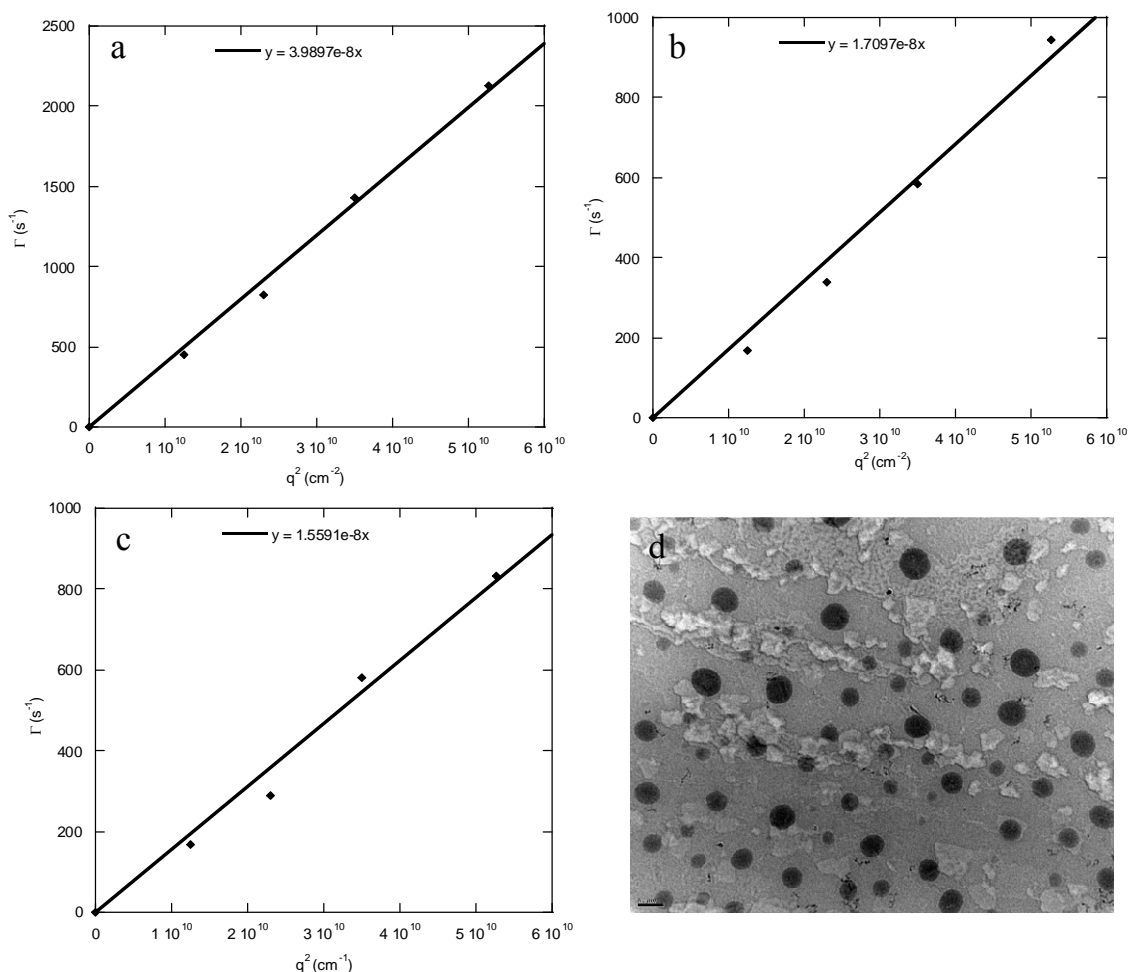 a
y = 3.9897e-8x
2500
2000
1500
1000
500
0
Γ (s⁻¹)
0 1 10¹⁰ 2 10¹⁰ 3 10¹⁰ 4 10¹⁰ 5 10¹⁰ 6 10¹⁰
q² (cm⁻²)
b
y = 1.7097e-8x
1000
800
600
400
200
0
Γ (s⁻¹)
0 1 10¹⁰ 2 10¹⁰ 3 10¹⁰ 4 10¹⁰ 5 10¹⁰ 6 10¹⁰
q² (cm⁻²)
c
y = 1.5591e-8x
1000
800
600
400
200
0
Γ (s⁻¹)
0 1 10¹⁰ 2 10¹⁰ 3 10¹⁰ 4 10¹⁰ 5 10¹⁰ 6 10¹⁰
q² (cm⁻¹)
d